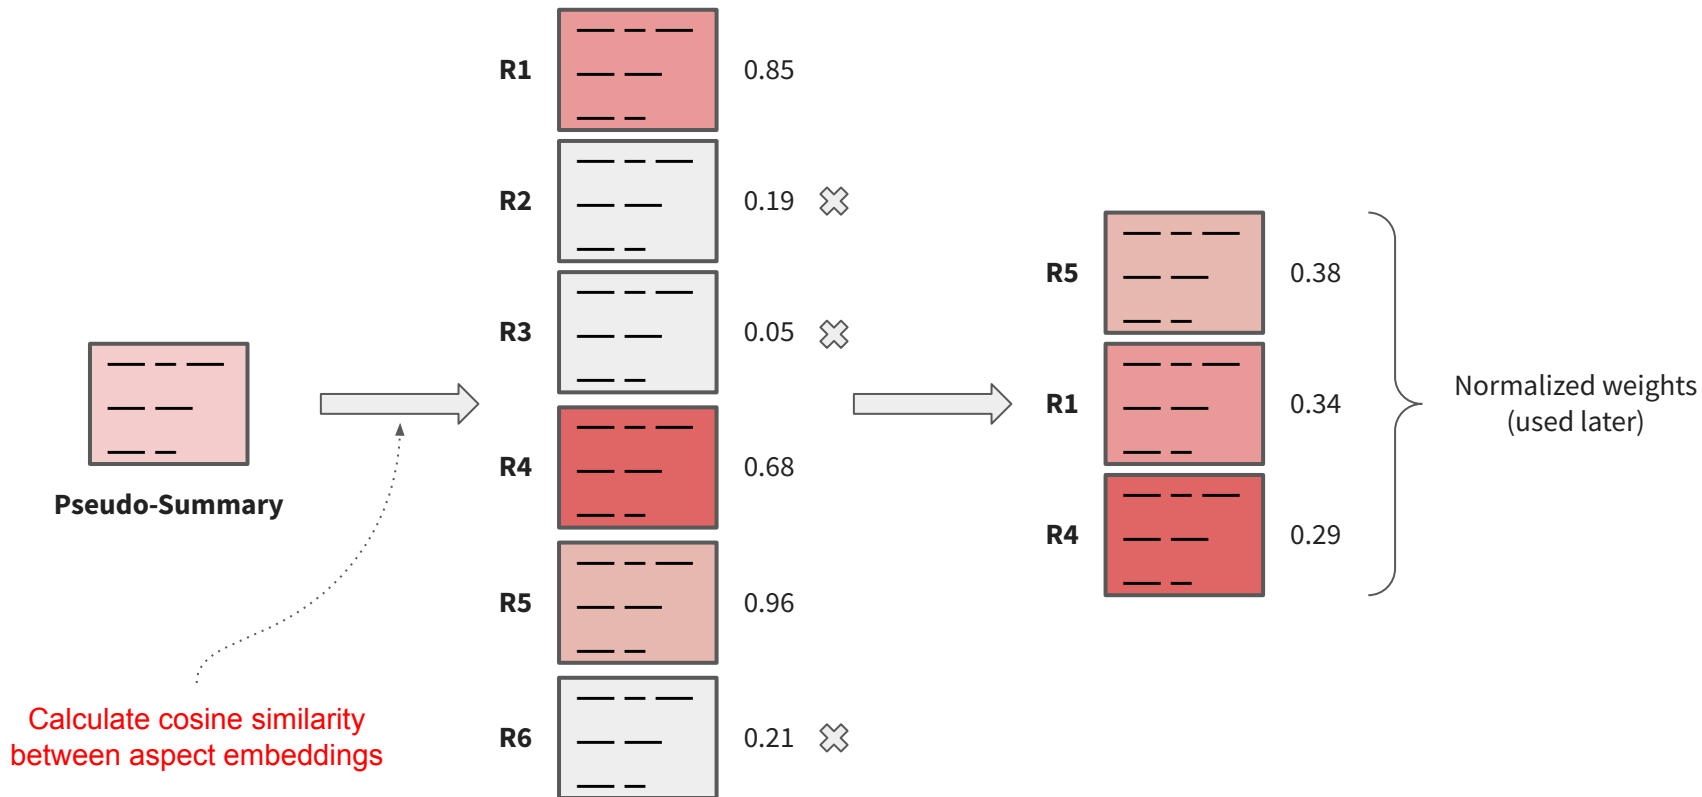 R1 0.85
R2 0.19
R3 0.05
Pseudo-Summary
R4 0.68
R5 0.96
R6 0.21
Calculate cosine similarity
between aspect embeddings
R5 0.38
R1 0.34
R4 0.29
Normalized weights
(used later)